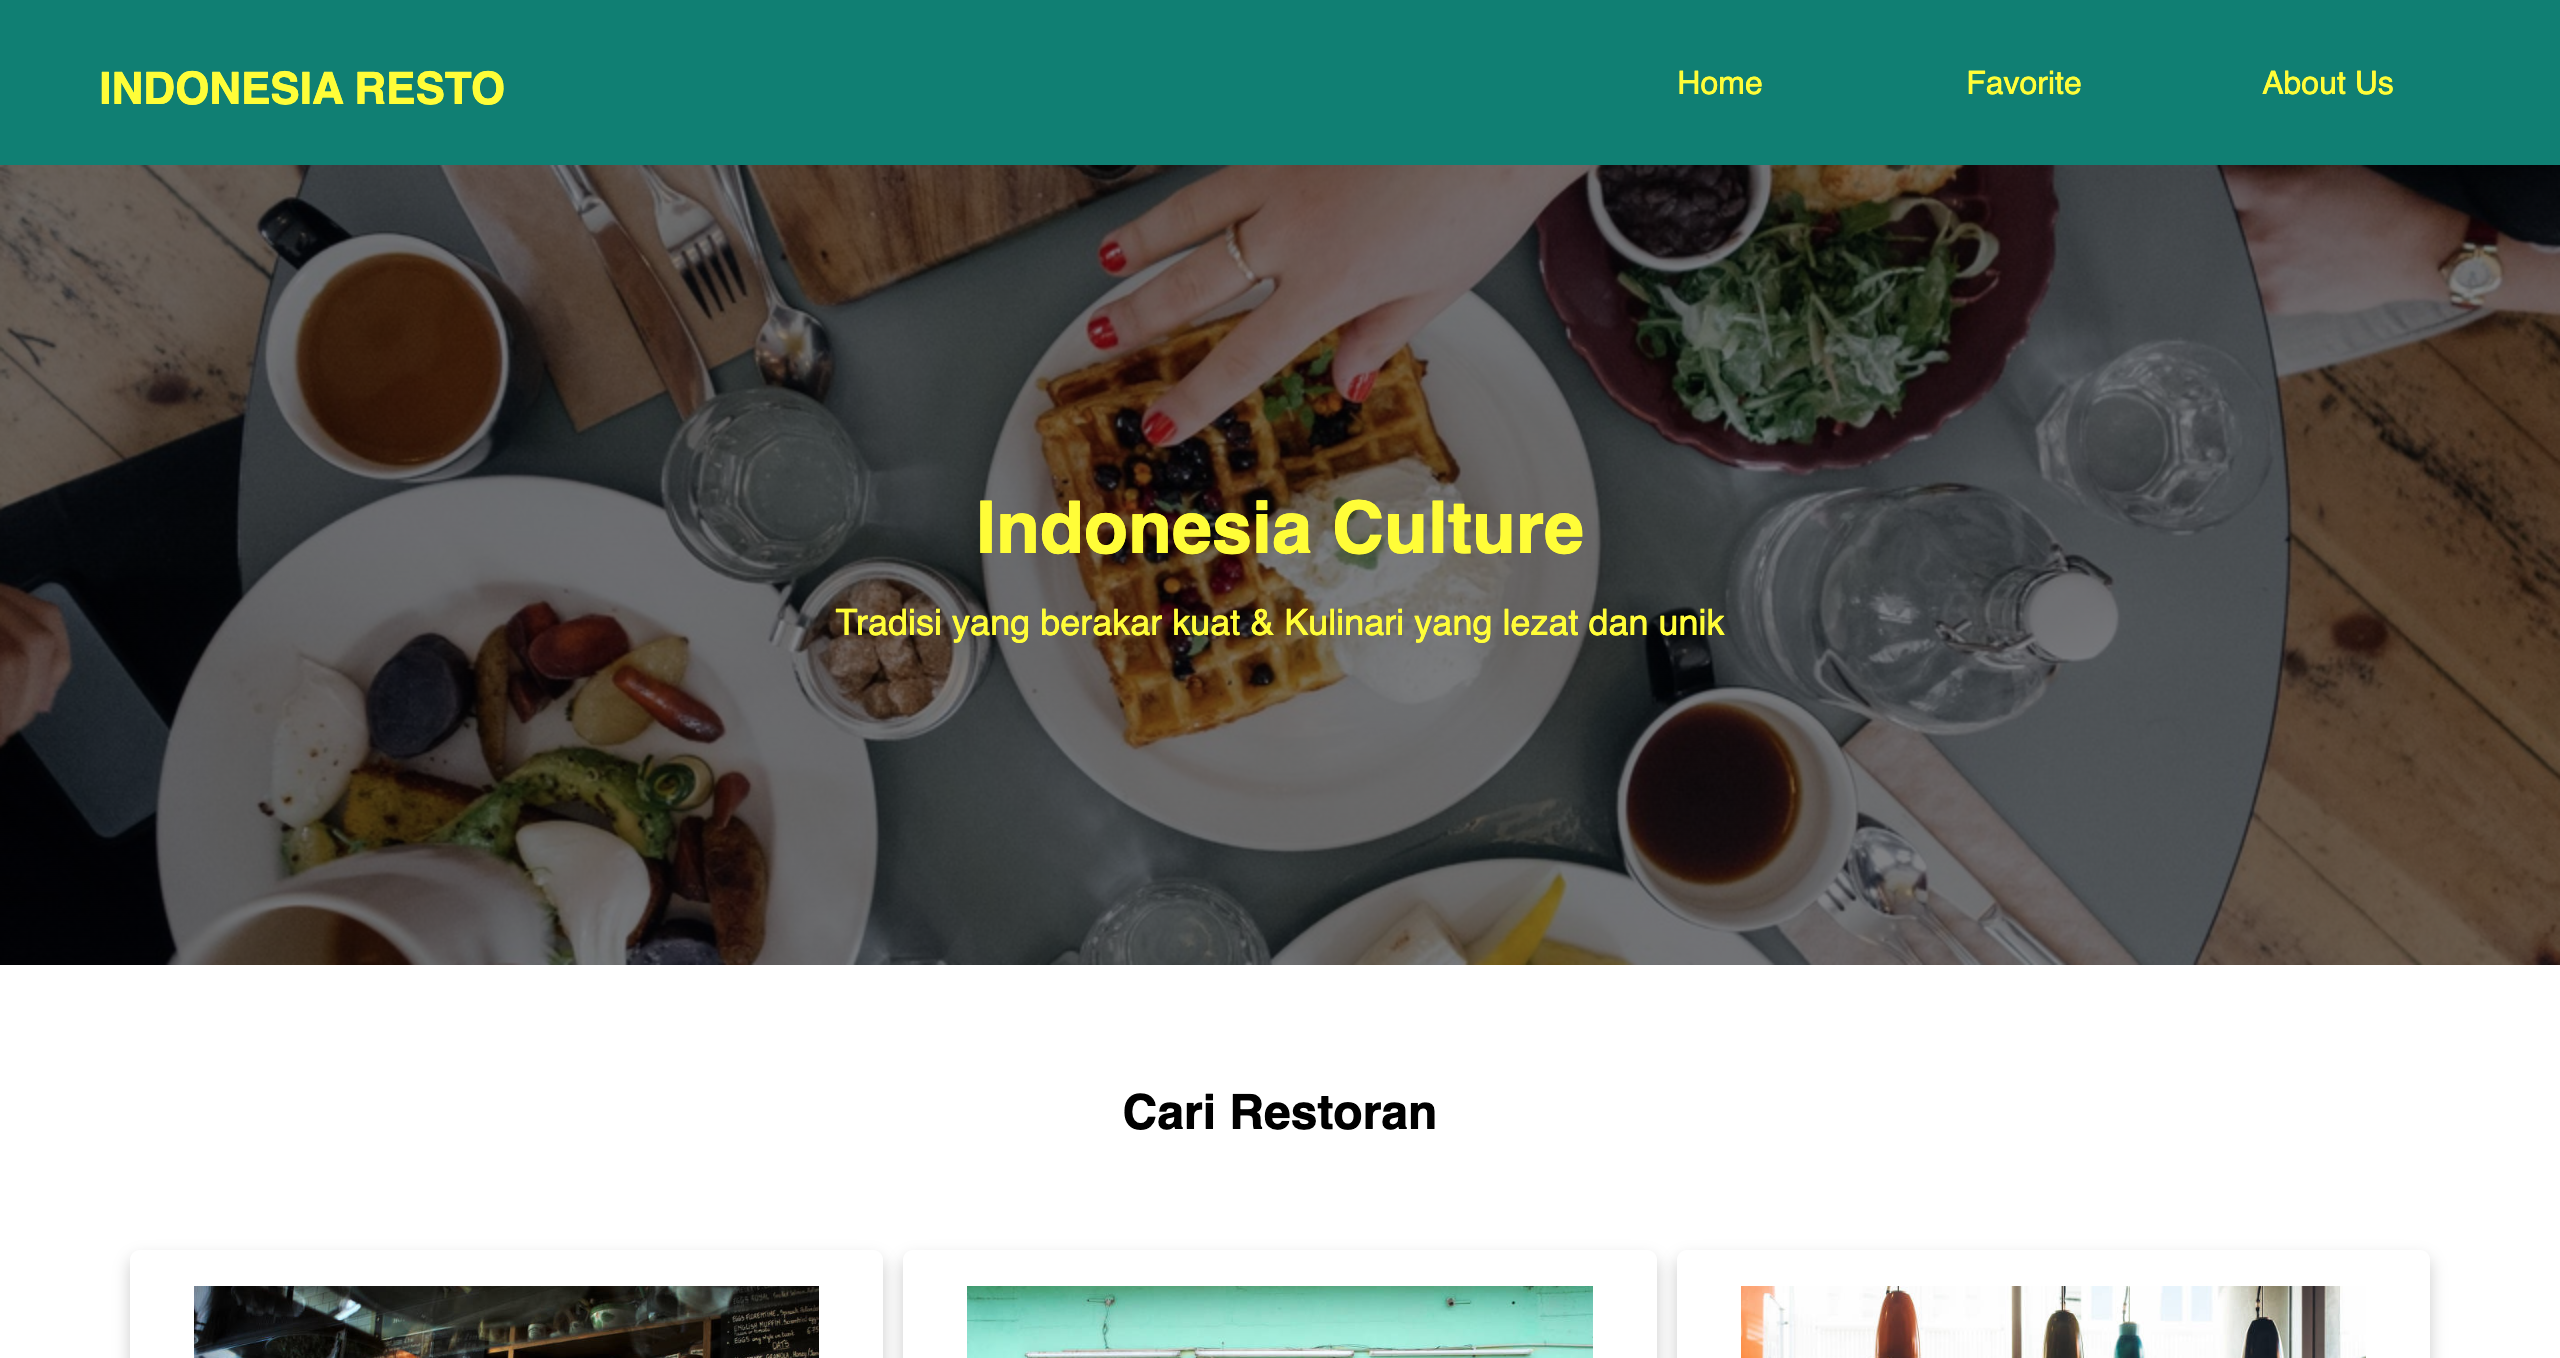 INDONESIA RESTO
Home
Favorite
About Us
Indonesia Culture
Tradisi yang berakar kuat & Kulinari yang lezat dan unik
Cari Restoran